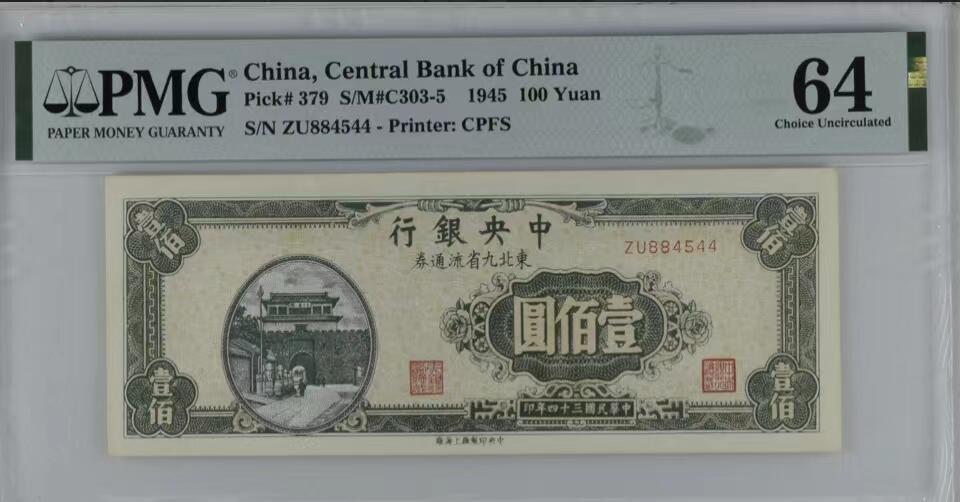 PMG®
PAPER MONEY GUARANTY
China, Central Bank of China
Pick# 379 S/M#C303-5 1945 100 Yuan
S/N ZU884544 - Printer: CPFS
64
Choice Uncirculated
壹佰
行銀央中
壹佰
券通流省九北東
ZU884544
圓佰壹
壹佰
壹佰
印年四十三國民華中